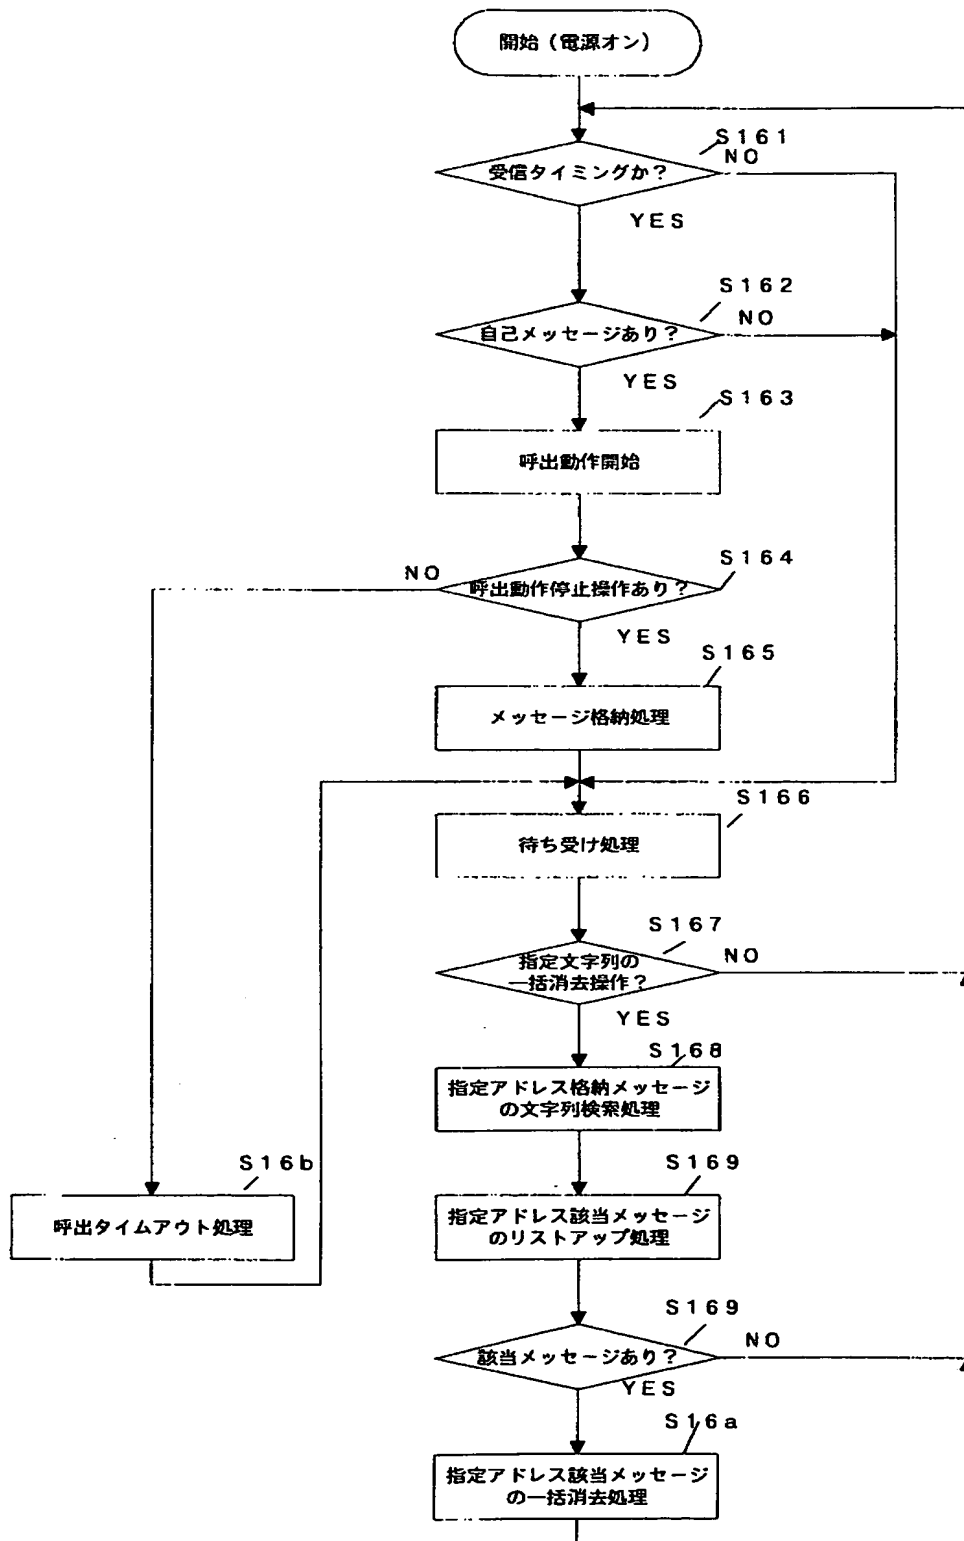 開始（電源オン）
S161
受信タイミングか？
NO
YES
S162
自己メッセージあり？
NO
YES
S163
呼出動作開始
S164
NO
呼出動作停止操作あり？
YES
S165
メッセージ格納処理
S166
待ち受け処理
S167
指定文字列の
一括消去操作？
NO
YES
S168
指定アドレス格納メッセージ
の文字列検索処理
S16b
呼出タイムアウト処理
S169
指定アドレス該当メッセージ
のリストアップ処理
S169
該当メッセージあり？
NO
YES
S16a
指定アドレス該当メッセージ
の一括消去処理